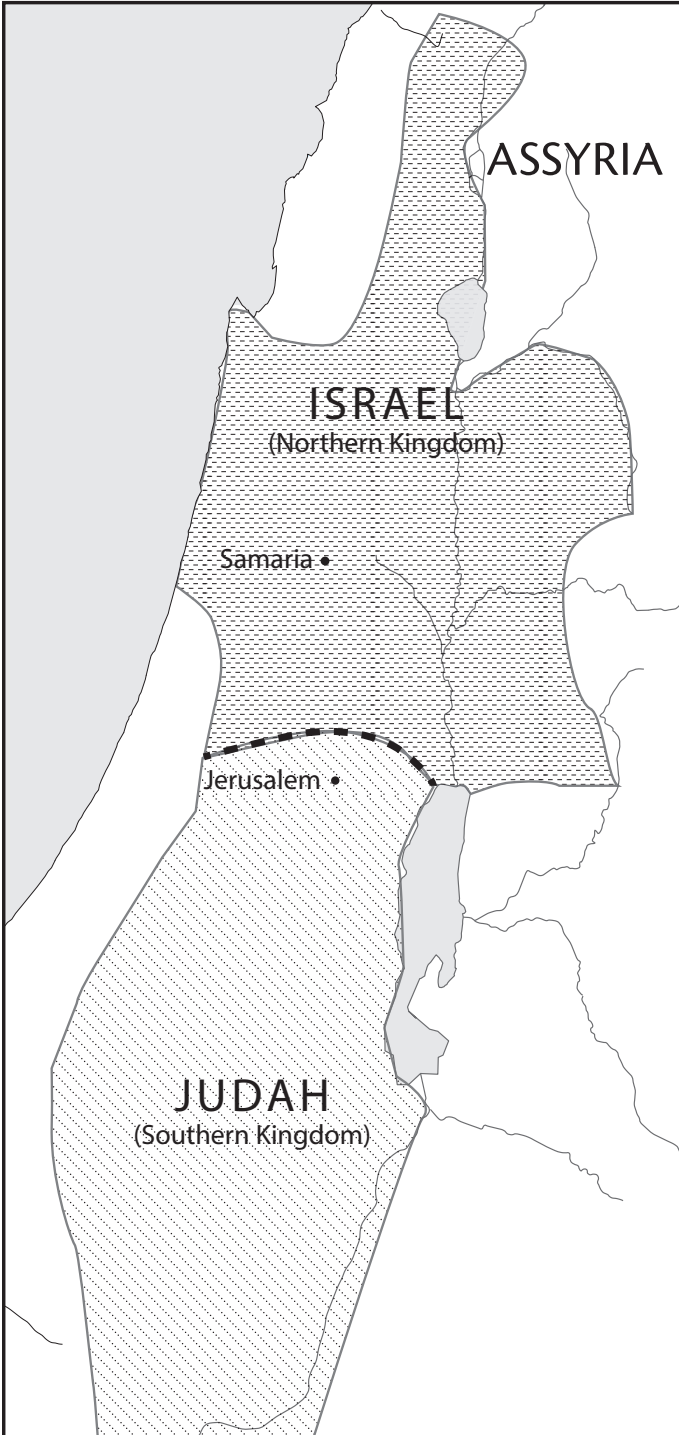 ASSYRIA
ISRAEL
(Northern Kingdom)
Samaria
Jerusalem
JUDAH
(Southern Kingdom)